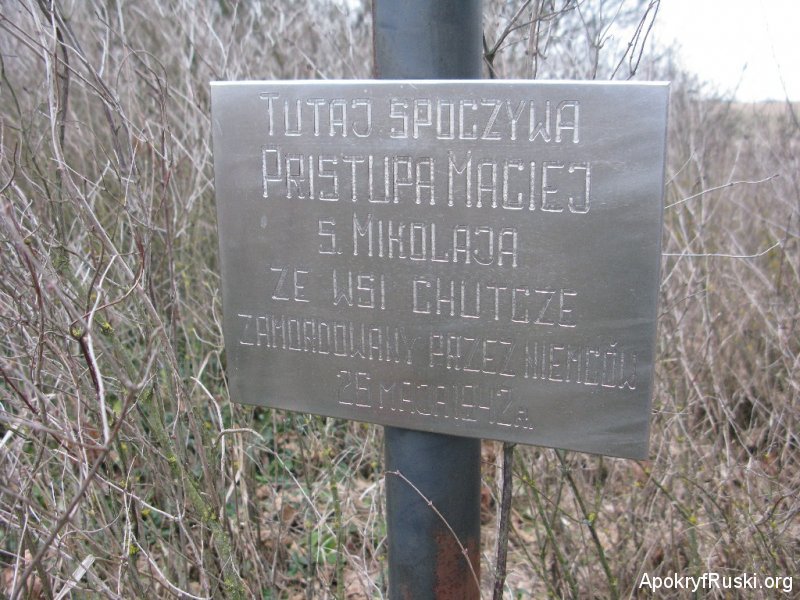 TUTAJ SPOCZYWA
PRISTUPA MACIEJ
S. MIKOLAJA
ZE WSI CHUTCZE
ZAMORDOWANY PRZEZ NIEMCÓW
26 MAJA 1942 R.
ApokryfRuski.org